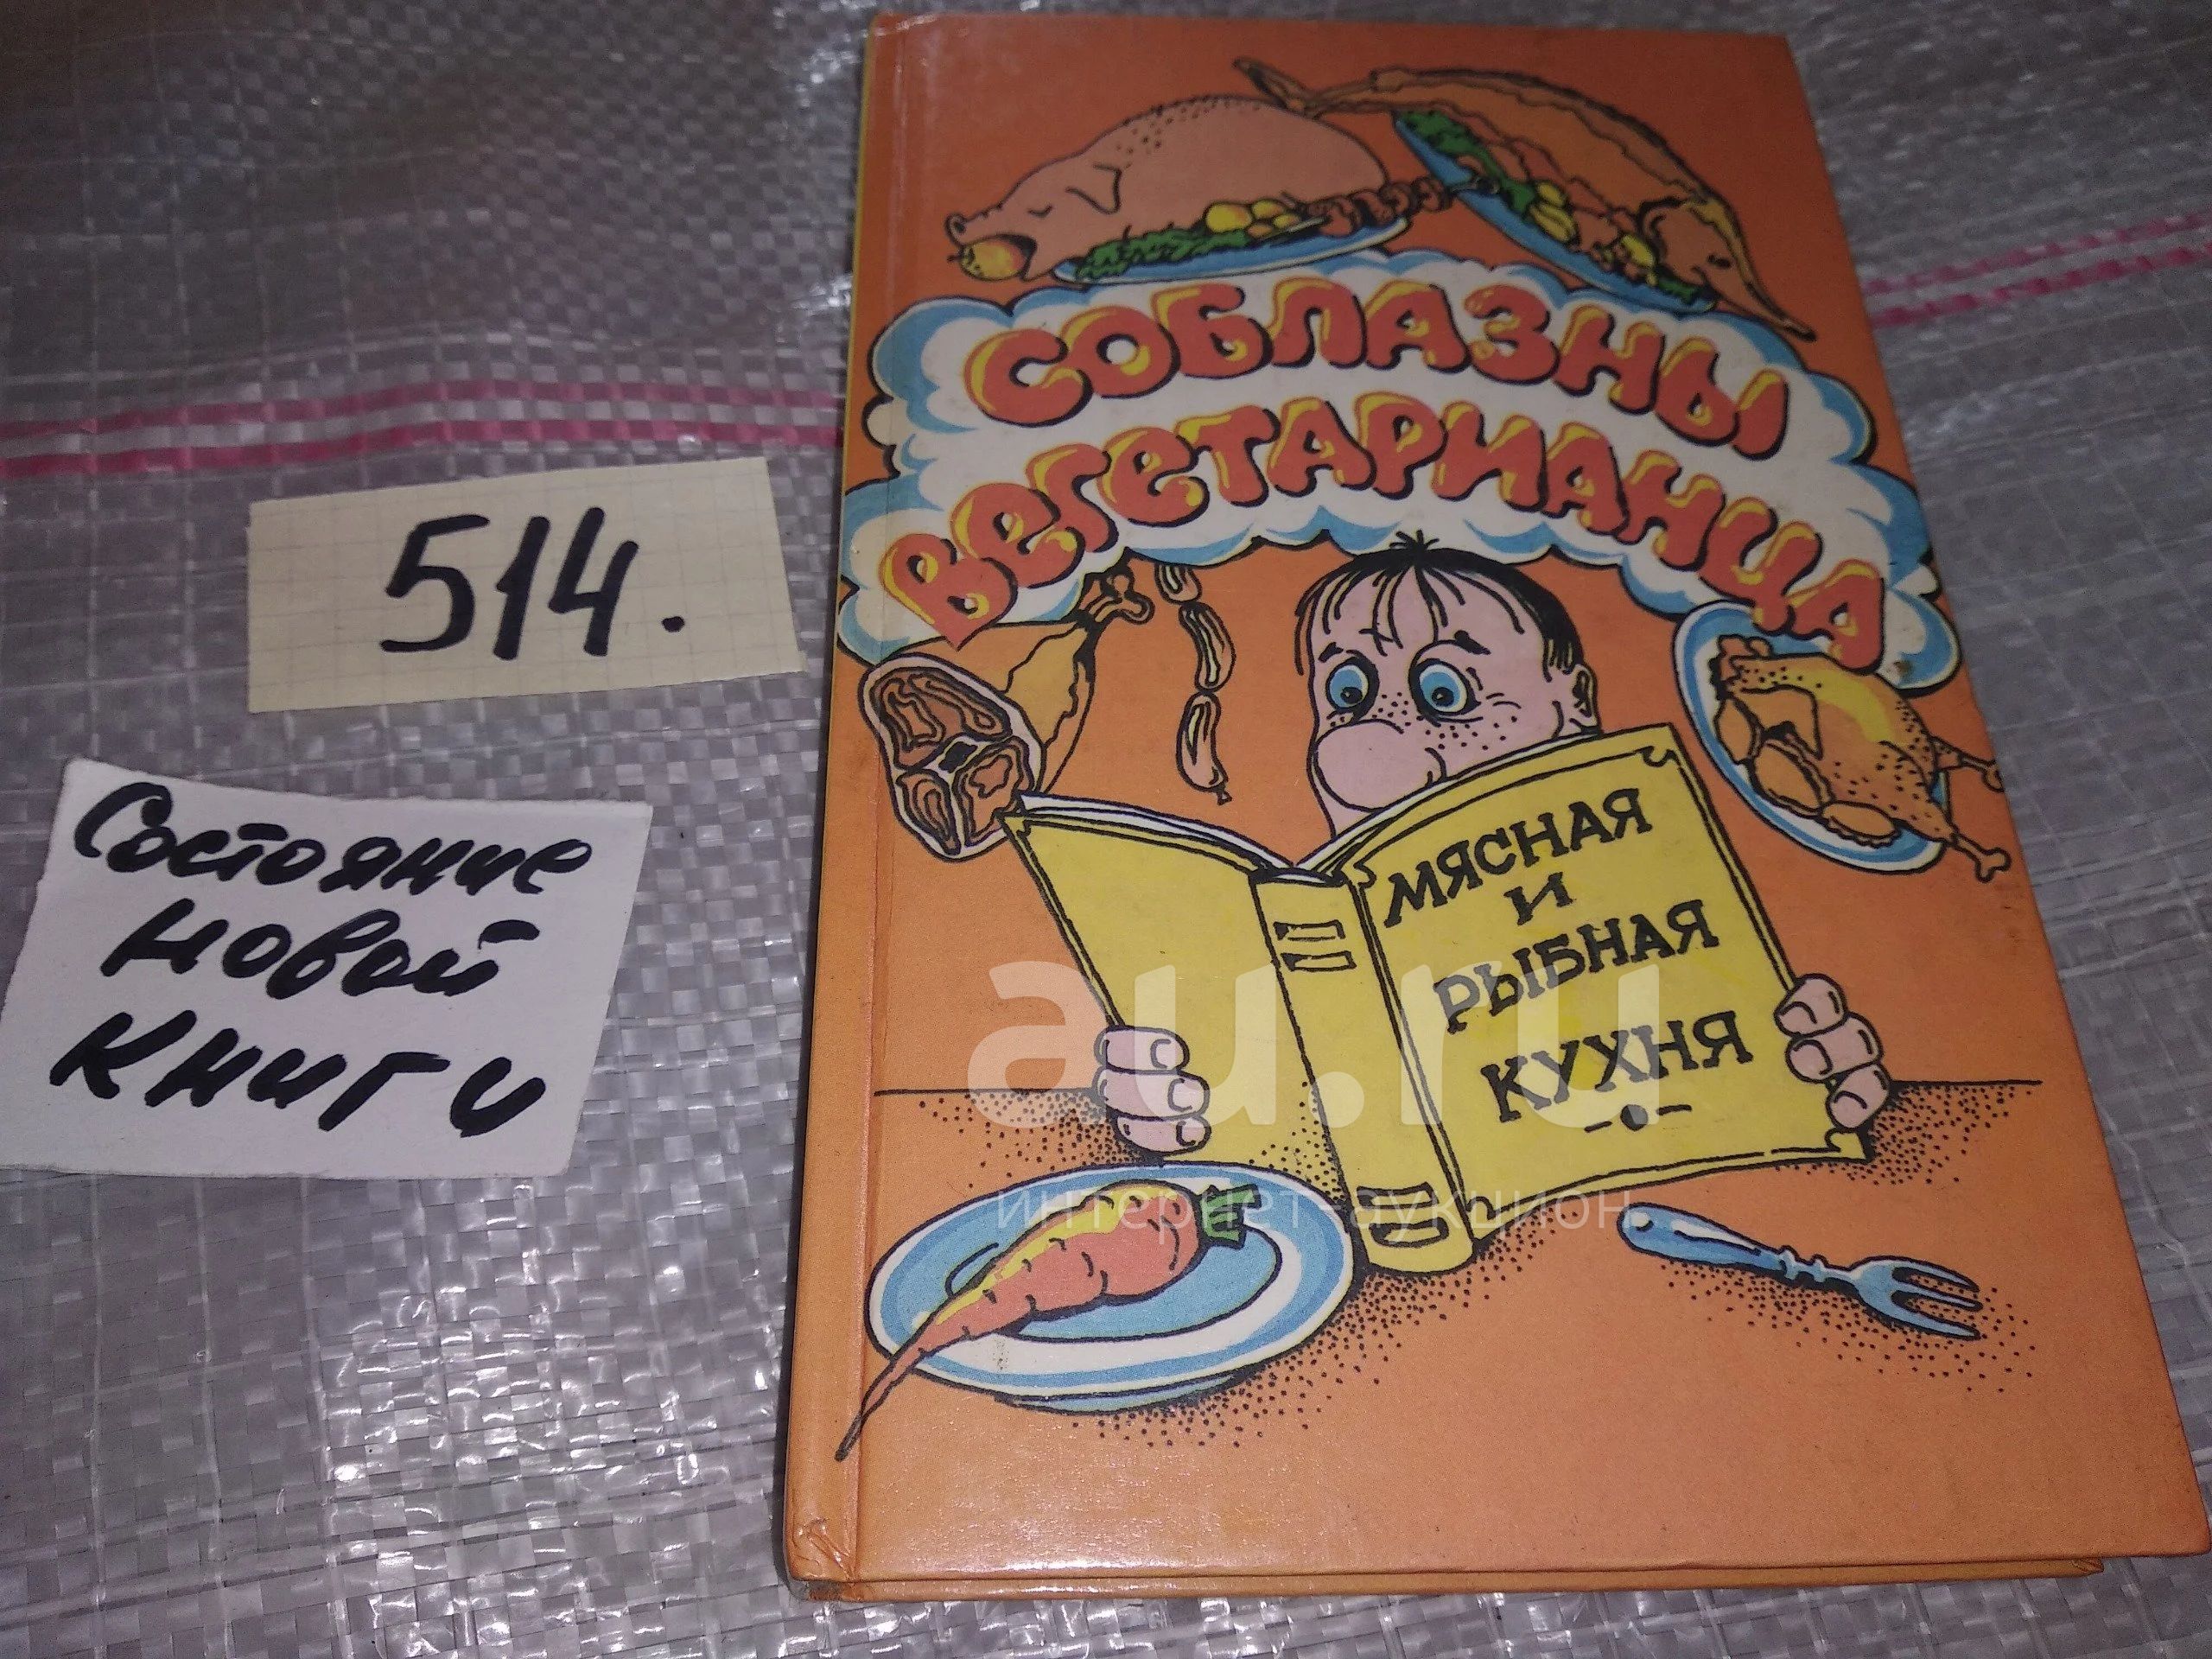 СОБЛАЗНЫ
ВЕГЕТАРИАНЦА
514.
Состояние
новой
книги
МЯСНАЯ
И
РЫБНАЯ
КУХНЯ
au.ru
интернет-аукцион